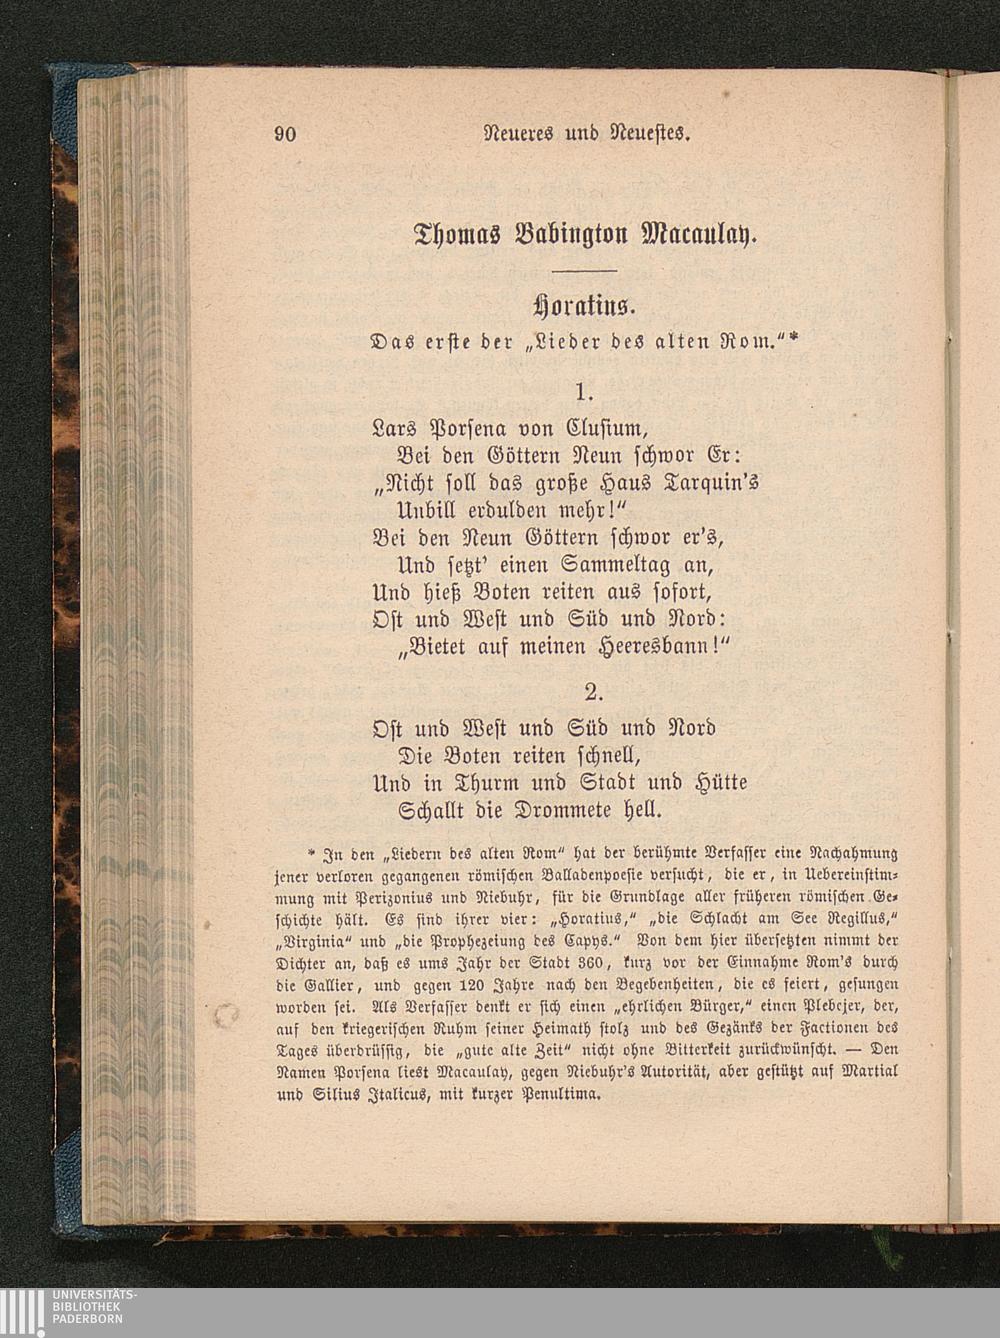 90
Neueres und Neuestes.
Thomas Babington Macaulay.
Horatius.
Das erste der „Lieder des alten Rom.“*
1.
Lars Porsena von Clusium,
Bei den Göttern Neun schwor Er:
„Nicht soll das große Haus Tarquin's
Unbill erdulden mehr!“
Bei den Neun Göttern schwor er's,
Und setzt' einen Sammeltag an,
Und hieß Boten reiten aus sofort,
Ost und West und Süd und Nord:
„Bietet auf meinen Heeresbann!“
2.
Ost und West und Süd und Nord
Die Boten reiten schnell,
Und in Thurm und Stadt und Hütte
Schallt die Drommete hell.
* In den „Liedern des alten Rom“ hat der berühmte Verfasser eine Nachahmung
jener verloren gegangenen römischen Balladenpoesie versucht, die er, in Uebereinstim-
mung mit Perizonius und Niebuhr, für die Grundlage aller früheren römischen Ge-
schichte hält. Es sind ihrer vier: „Horatius,“ „die Schlacht am See Regillus,“
„Virginia“ und „die Prophezeiung des Capys.“ Von dem hier übersetzten nimmt der
Dichter an, daß es ums Jahr der Stadt 360, kurz vor der Einnahme Rom's durch
die Gallier, und gegen 120 Jahre nach den Begebenheiten, die es feiert, gesungen
worden sei. Als Verfasser denkt er sich einen „ehrlichen Bürger,“ einen Plebejer, der,
auf den kriegerischen Ruhm seiner Heimath stolz und des Gezänks der Factionen des
Tages überdrüssig, die „gute alte Zeit“ nicht ohne Bitterkeit zurückwünscht. — Den
Namen Porsena liest Macaulay, gegen Niebuhr's Autorität, aber gestützt auf Martial
und Silius Italicus, mit kurzer Penultima.
UNIVERSITÄTS-
BIBLIOTHEK
PADERBORN